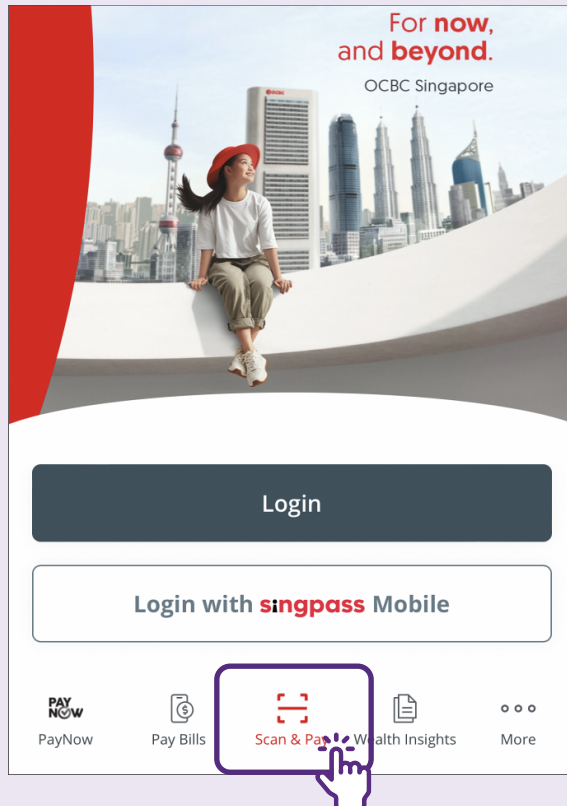 For now,
and beyond.
OCBC Singapore
OCBC
Login
Login with singpass Mobile
PAY
NOW
PayNow
Pay Bills
Scan & Pay
Wealth Insights
More